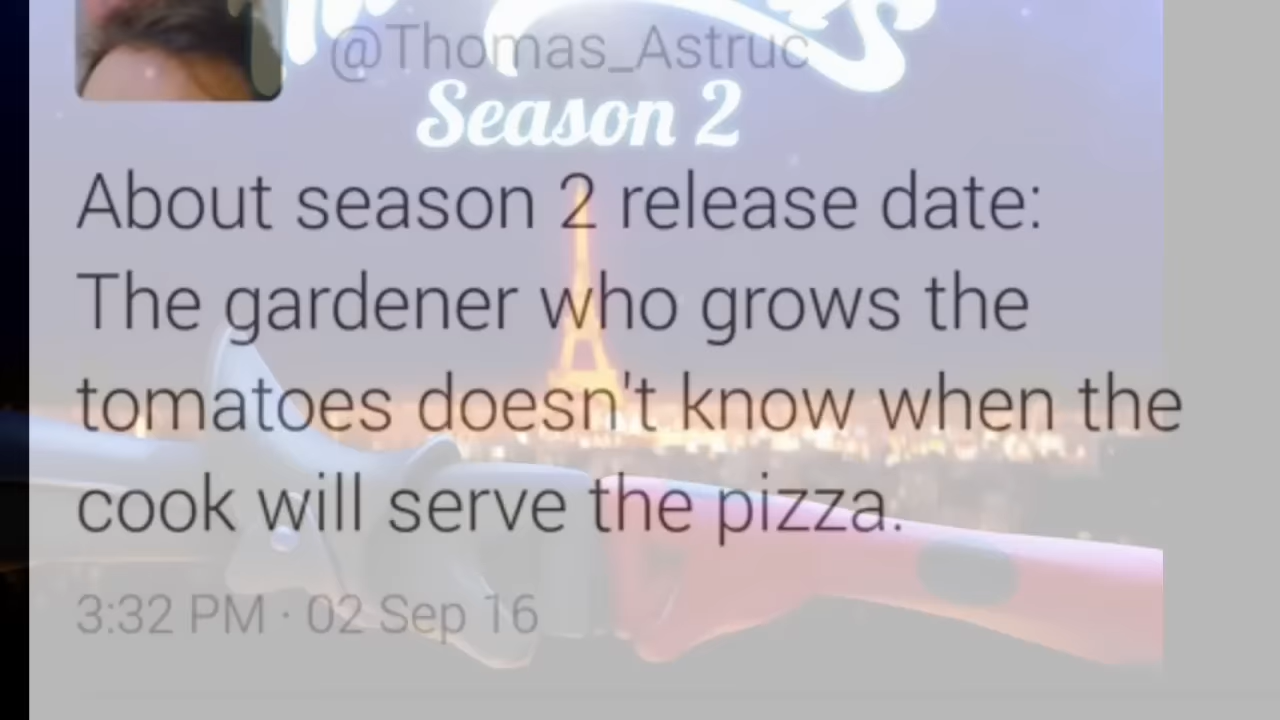 @Thomas_Astruc
Season 2
About season 2 release date:
The gardener who grows the
tomatoes doesn't know when the
cook will serve the pizza.
3:32 PM · 02 Sep 16